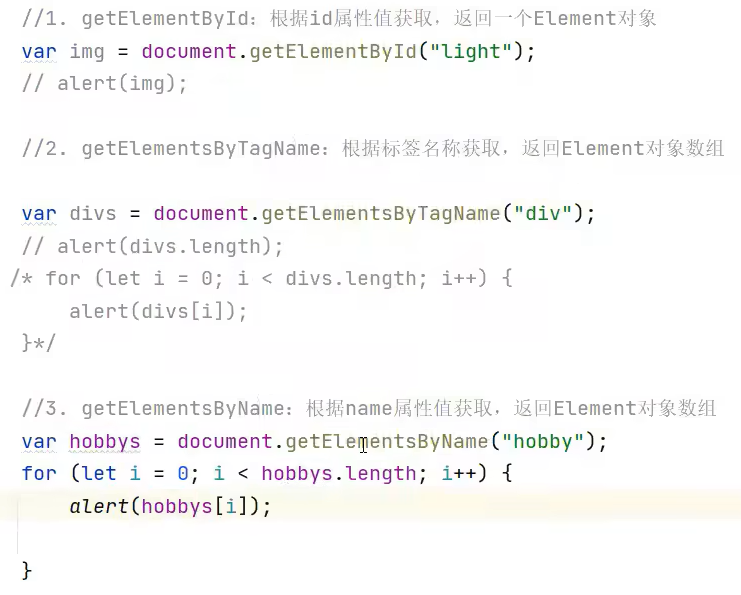 //1. getElementById：根据id属性值获取，返回一个Element对象
var img = document.getElementById("light");
// alert(img);
//2. getElementsByTagName：根据标签名称获取，返回Element对象数组
var divs = document.getElementsByTagName("div");
// alert(divs.length);
/* for (let i = 0; i < divs.length; i++) {
alert(divs[i]);
}*/
//3. getElementsByName：根据name属性值获取，返回Element对象数组
var hobbys = document.getElementsByName("hobby");
for (let i = 0; i < hobbys.length; i++) {
alert(hobbys[i]);
}